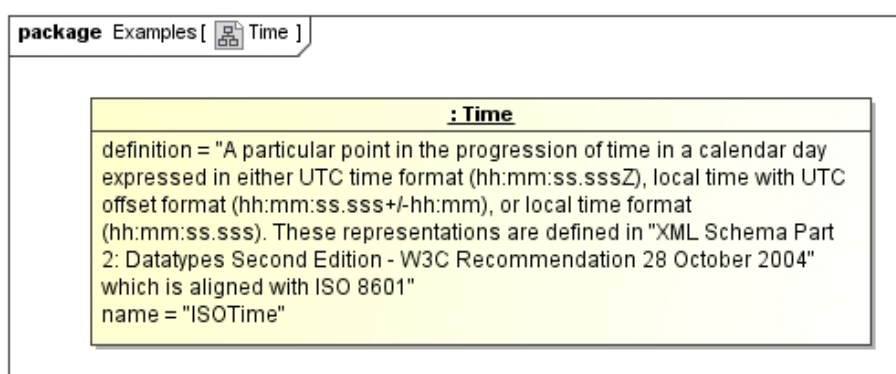 package Examples[ Time ]
: Time
definition = "A particular point in the progression of time in a calendar day
expressed in either UTC time format (hh:mm:ss.sssZ), local time with UTC
offset format (hh:mm:ss.sss+/-hh:mm), or local time format
(hh:mm:ss.sss). These representations are defined in "XML Schema Part
2: Datatypes Second Edition - W3C Recommendation 28 October 2004"
which is aligned with ISO 8601"
name = "ISOTime"